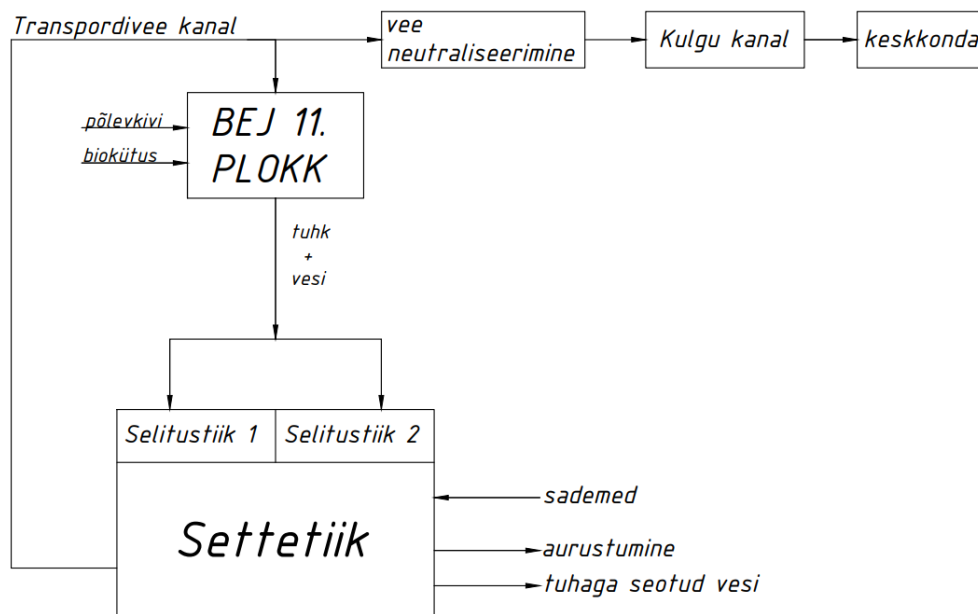 Transpordivee kanal
vee
neutraliseerimine
Kulgu kanal
keskkonda
põlevkivi
biokütus
BEJ 11.
PLOKK
tuhk
+
vesi
Selitustiik 1
Selitustiik 2
Settetiik
sademed
aurustumine
tuhaga seotud vesi